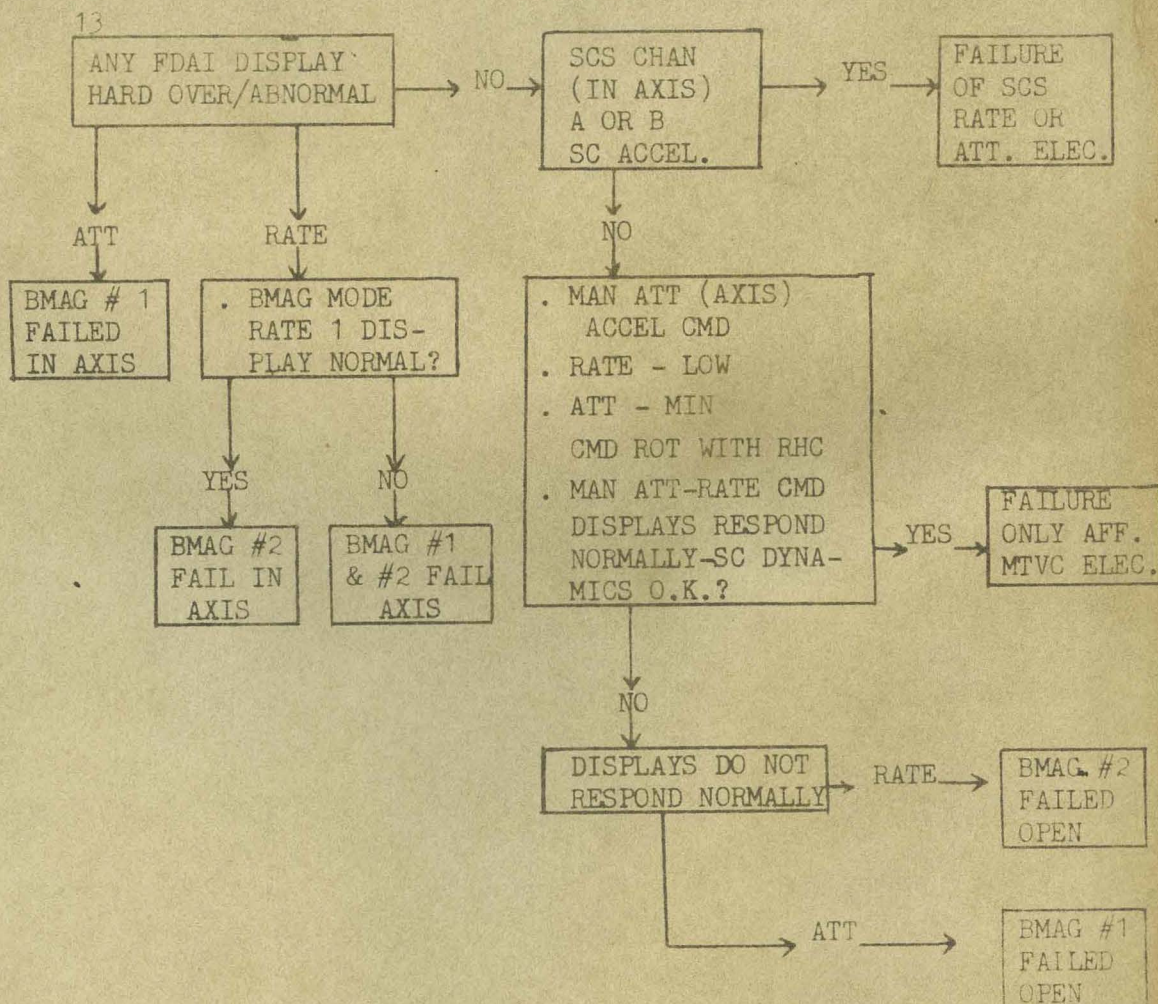 13
ANY FDAI DISPLAY
HARD OVER/ABNORMAL
NO
SCS CHAN
(IN AXIS)
A OR B
SC ACCEL.
YES
FAILURE
OF SCS
RATE OR
ATT. ELEC.
ATT
RATE
NO
BMAG # 1
FAILED
IN AXIS
. BMAG MODE
RATE 1 DIS-
PLAY NORMAL?
. MAN ATT (AXIS)
ACCEL CMD
. RATE - LOW
. ATT - MIN
CMD ROT WITH RHC
. MAN ATT-RATE CMD
DISPLAYS RESPOND
NORMALLY-SC DYNA-
MICS O.K.?
YES
NO
BMAG #2
FAIL IN
AXIS
BMAG #1
& #2 FAIL
AXIS
YES
FAILURE
ONLY AFF.
MTVC ELEC.
NO
DISPLAYS DO NOT
RESPOND NORMALLY
RATE
BMAG #2
FAILED
OPEN
ATT
BMAG #1
FAILED
OPEN